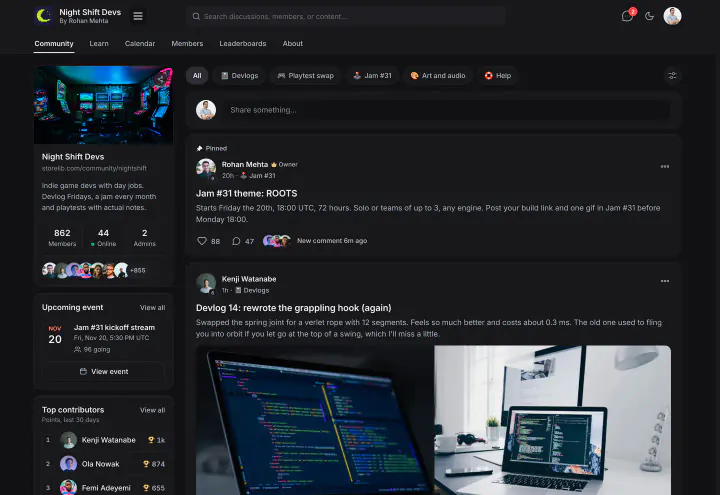 Night Shift Devs
By Rohan Mehta
Search discussions, members, or content...
2
Community Learn Calendar Members Leaderboards About
All Devlogs Playtest swap Jam #31 Art and audio Help
Share something...
Night Shift Devs
storelib.com/community/nightshift
Indie game devs with day jobs.
Devlog Fridays, a jam every month
and playtests with actual notes.
862 44 2
Members Online Admins
+855
Upcoming event View all
NOV
20
Jam #31 kickoff stream
Fri, Nov 20, 5:30 PM UTC
96 going
View event
Top contributors View all
Points, last 30 days
1 Kenji Watanabe 1k
2 Ola Nowak 874
3 Femi Adeyemi 655
Pinned
Rohan Mehta Owner
20h · Jam #31
Jam #31 theme: ROOTS
Starts Friday the 20th, 18:00 UTC, 72 hours. Solo or teams of up to 3, any engine. Post your build link and one gif in Jam #31 before
Monday 18:00.
88 47 New comment 6m ago
Kenji Watanabe
1h · Devlogs
Devlog 14: rewrote the grappling hook (again)
Swapped the spring joint for a verlet rope with 12 segments. Feels so much better and costs about 0.3 ms. The old one used to fling
you into orbit if you let go at the top of a swing, which I'll miss a little.